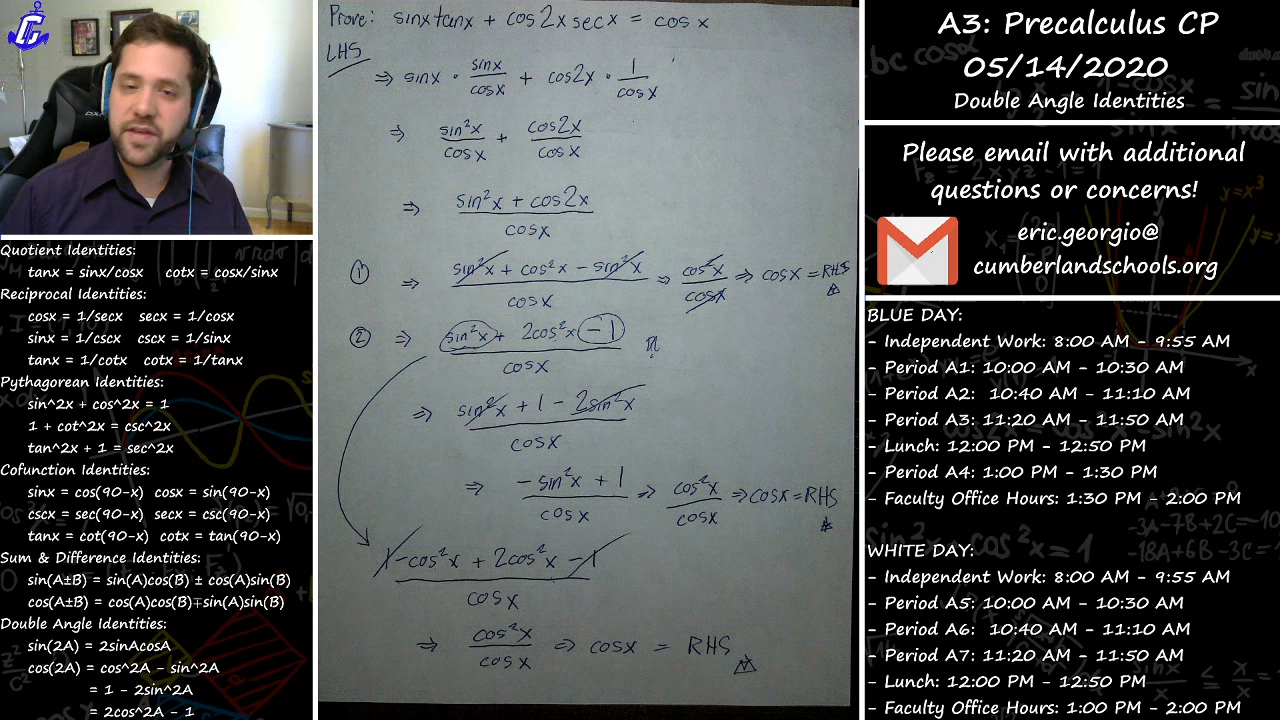 Prove: sinxtanx + cos2x secx = cosx
LHS
⇒ sinx · sinx/cosx + cos2x · 1/cosx
⇒ sin²x/cosx + cos2x/cosx
⇒ sin²x + cos2x / cosx
① ⇒ sin²x + cos²x - sin²x / cosx ⇒ cos²x/cosx ⇒ cosx = RHS
② ⇒ sin²x + 2cos²x - 1 / cosx
⇒ sin²x + 1 - 2sin²x / cosx
⇒ -sin²x + 1 / cosx ⇒ cos²x/cosx ⇒ cosx = RHS
1 - cos²x + 2cos²x - 1 / cosx
⇒ cos²x/cosx ⇒ cosx = RHS
Quotient Identities:
tanx = sinx/cosx cotx = cosx/sinx
Reciprocal Identities:
cosx = 1/secx secx = 1/cosx
sinx = 1/cscx cscx = 1/sinx
tanx = 1/cotx cotx = 1/tanx
Pythagorean Identities:
sin^2x + cos^2x = 1
1 + cot^2x = csc^2x
tan^2x + 1 = sec^2x
Cofunction Identities:
sinx = cos(90-x) cosx = sin(90-x)
cscx = sec(90-x) secx = csc(90-x)
tanx = cot(90-x) cotx = tan(90-x)
Sum & Difference Identities:
sin(A±B) = sin(A)cos(B) ± cos(A)sin(B)
cos(A±B) = cos(A)cos(B)∓sin(A)sin(B)
Double Angle Identities:
sin(2A) = 2sinAcosA
cos(2A) = cos^2A - sin^2A
= 1 - 2sin^2A
= 2cos^2A - 1
A3: Precalculus CP
05/14/2020
Double Angle Identities
Please email with additional
questions or concerns!
eric.georgio@
cumberlandschools.org
BLUE DAY:
- Independent Work: 8:00 AM - 9:55 AM
- Period A1: 10:00 AM - 10:30 AM
- Period A2: 10:40 AM - 11:10 AM
- Period A3: 11:20 AM - 11:50 AM
- Lunch: 12:00 PM - 12:50 PM
- Period A4: 1:00 PM - 1:30 PM
- Faculty Office Hours: 1:30 PM - 2:00 PM
WHITE DAY:
- Independent Work: 8:00 AM - 9:55 AM
- Period A5: 10:00 AM - 10:30 AM
- Period A6: 10:40 AM - 11:10 AM
- Period A7: 11:20 AM - 11:50 AM
- Lunch: 12:00 PM - 12:50 PM
- Faculty Office Hours: 1:00 PM - 2:00 PM